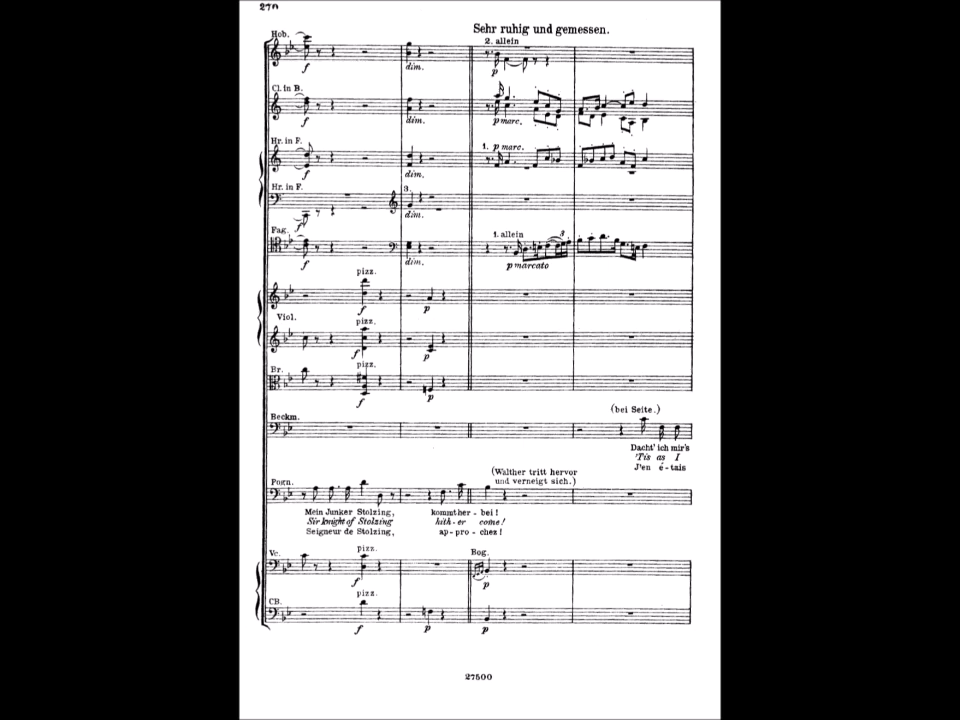 270
Sehr ruhig und gemessen.
Hob.
2. allein
f
dim.
p
Cl. in B.
f
dim.
p marc.
Hr. in F.
1. p marc.
f
dim.
Hr. in F.
3.
f
dim.
Fag.
1. allein
3
f
dim.
p marcato
pizz.
f
p
Viol.
pizz.
f
p
Br.
pizz.
f
p
Beckm.
(bei Seite.)
Dacht' ich mir's
'Tis as I
J'en é-tais
Pogn.
(Walther tritt hervor
und verneigt sich.)
Mein Junker Stolzing, kommt her - bei!
Sir knight of Stolzing hith - er come!
Seigneur de Stolzing, ap - pro - chez!
Vc.
pizz.
Bog.
f
p
CB.
pizz.
f
p
p
27500